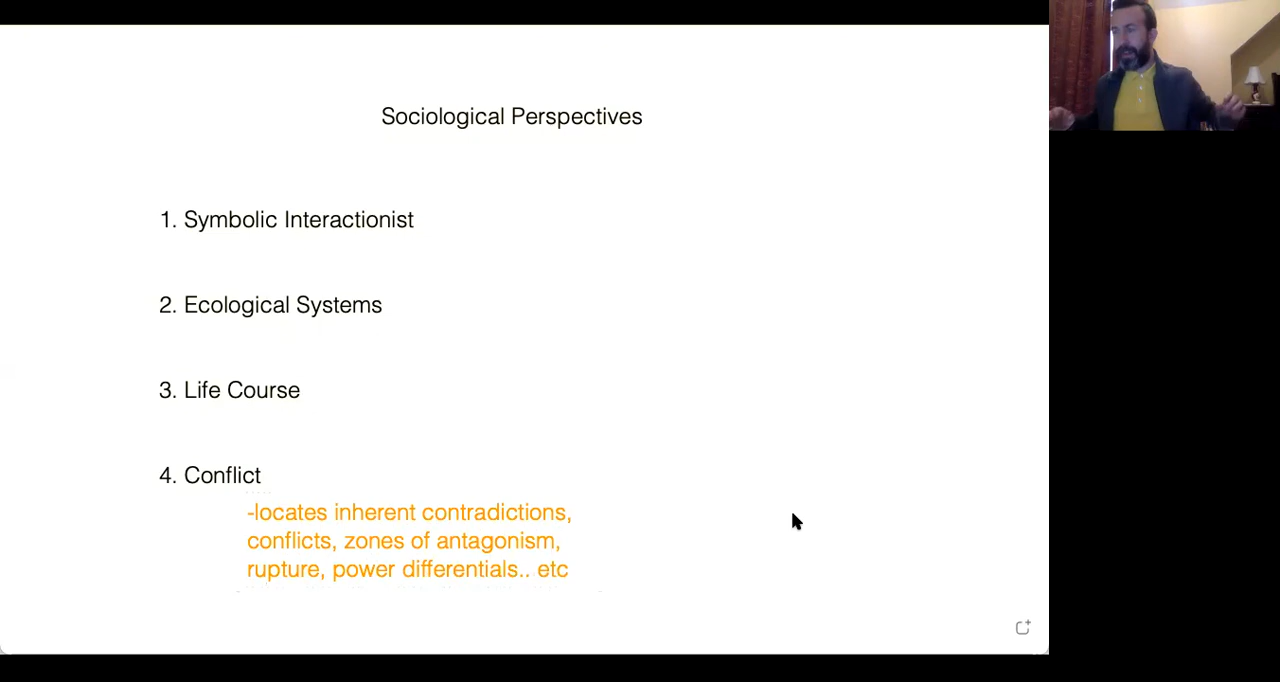 Sociological Perspectives
1. Symbolic Interactionist
2. Ecological Systems
3. Life Course
4. Conflict
-locates inherent contradictions,
conflicts, zones of antagonism,
rupture, power differentials.. etc